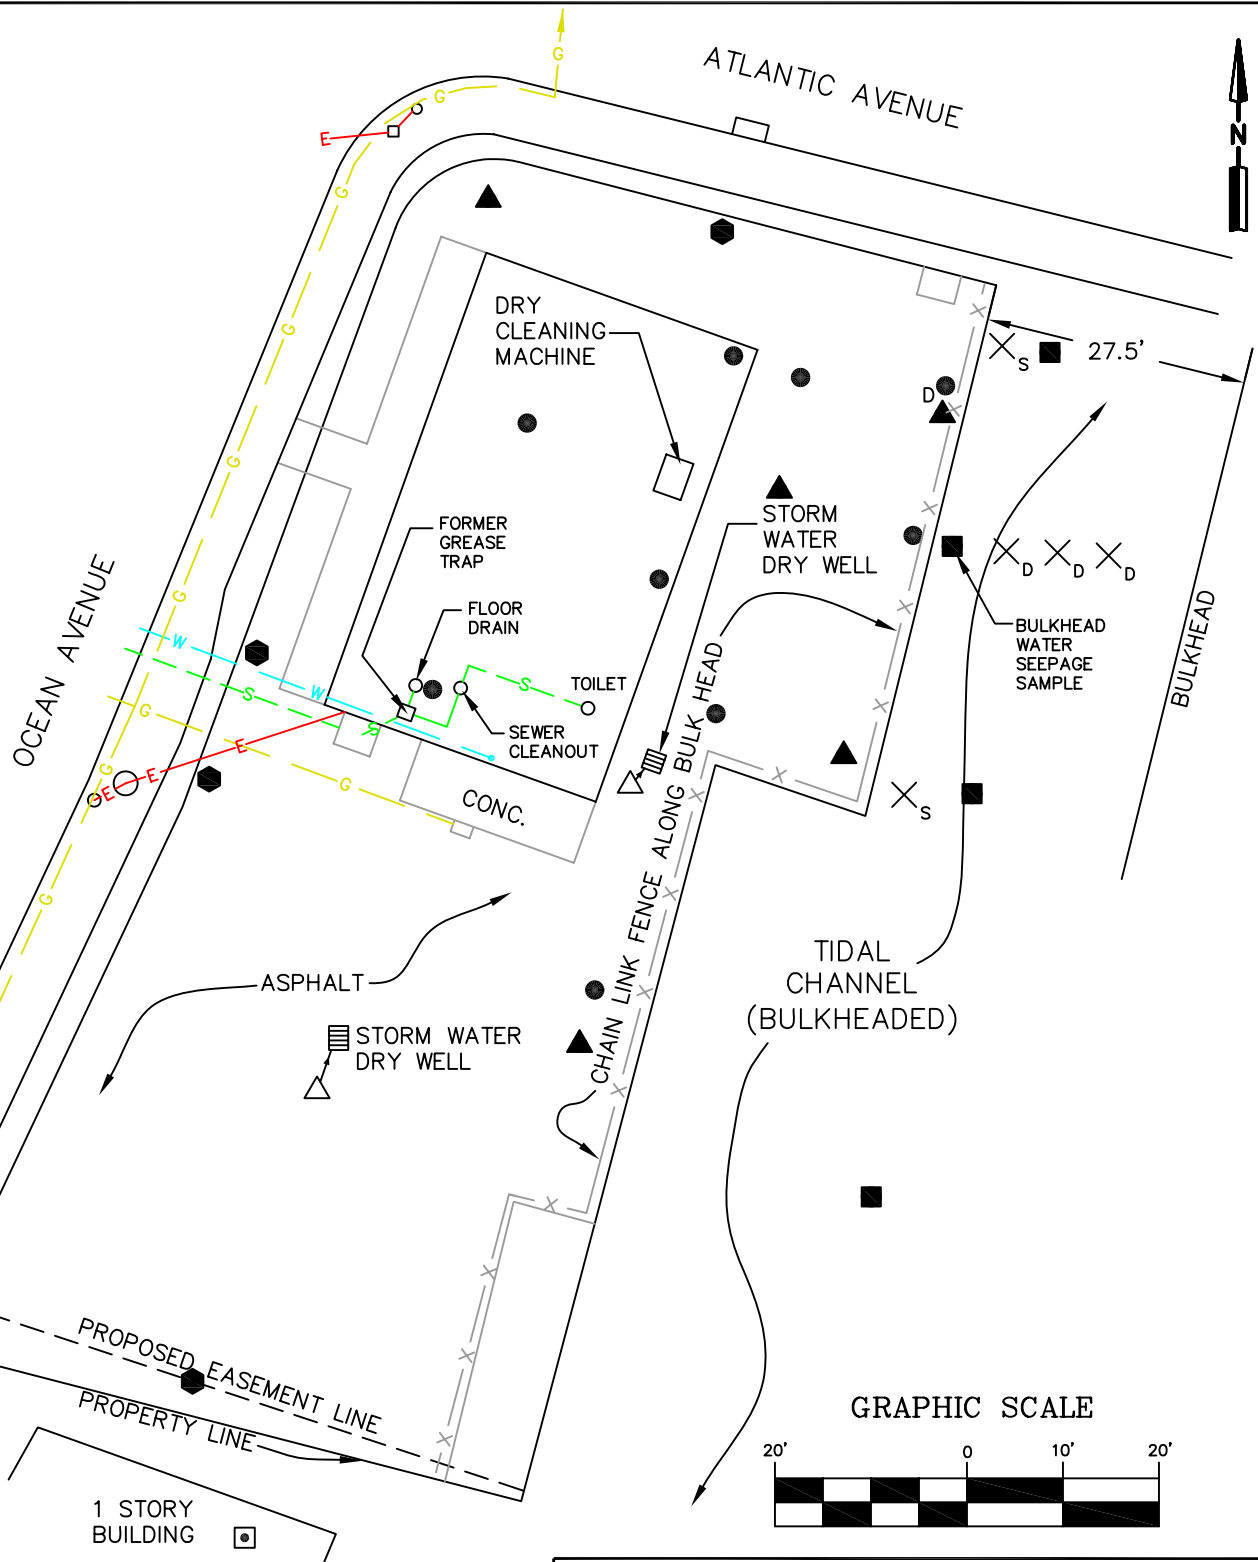 ATLANTIC AVENUE
G
G
E
N
G
DRY
CLEANING
MACHINE
G
27.5'
S
D
X
X
G
STORM
WATER
DRY WELL
FORMER
GREASE
TRAP
X
D
D
D
OCEAN AVENUE
G
FLOOR
DRAIN
X
BULKHEAD
WATER
SEEPAGE
SAMPLE
BULKHEAD
W
W
S
S
S
TOILET
SEWER
CLEANOUT
X
G
E
E
E
G
G
X
X
S
CONC.
CHAIN LINK FENCE ALONG BULK HEAD
G
X
TIDAL
CHANNEL
(BULKHEADED)
ASPHALT
X
STORM WATER
DRY WELL
X
X
X
X
X
PROPOSED EASEMENT LINE
PROPERTY LINE
GRAPHIC SCALE
20' 0 10' 20'
1 STORY
BUILDING